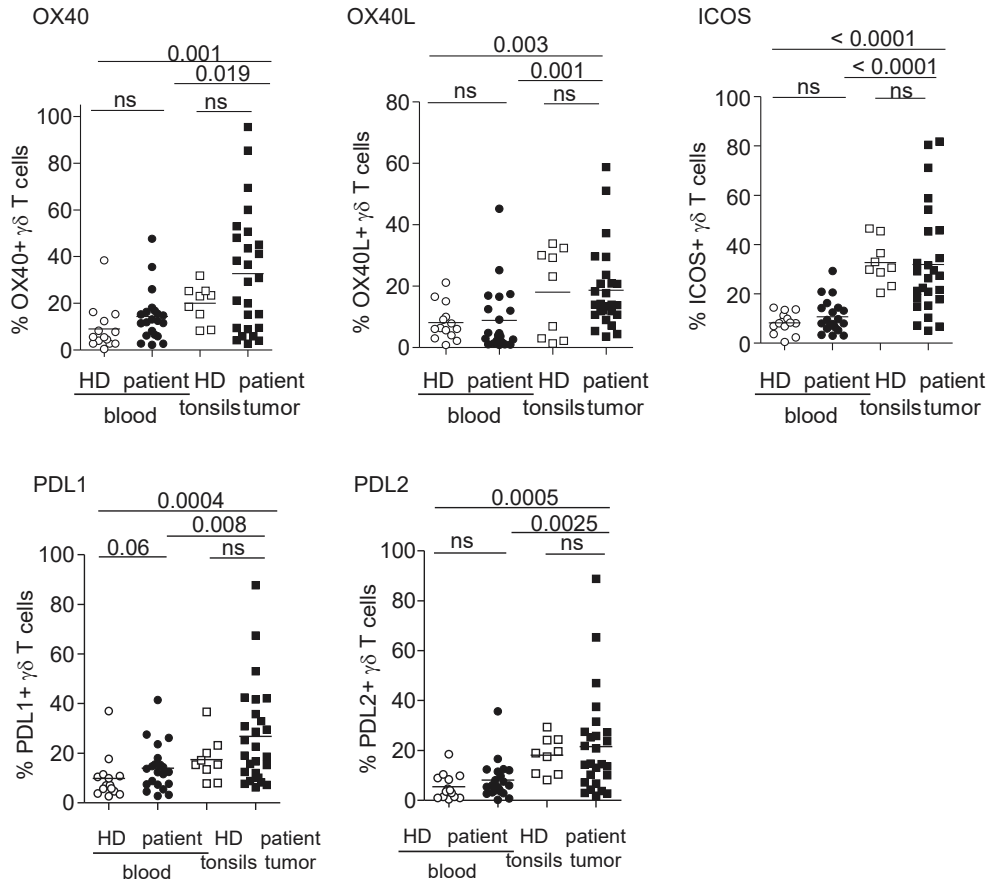 OX40
0.001
0.019
ns
ns
100
80
60
40
20
0
% OX40+ γδ T cells
HD patient HD patient
tonsils tumor
blood
OX40L
0.003
0.001
ns
ns
80
60
40
20
0
% OX40L+ γδ T cells
HD patient HD patient
tonsils tumor
blood
ICOS
< 0.0001
< 0.0001
ns
ns
100
80
60
40
20
0
% ICOS+ γδ T cells
HD patient HD patient
tonsils tumor
blood
PDL1
0.0004
0.008
0.06
ns
100
80
60
40
20
0
% PDL1+ γδ T cells
HD patient HD patient
tonsils tumor
blood
PDL2
0.0005
0.0025
ns
ns
100
80
60
40
20
0
% PDL2+ γδ T cells
HD patient HD patient
tonsils tumor
blood